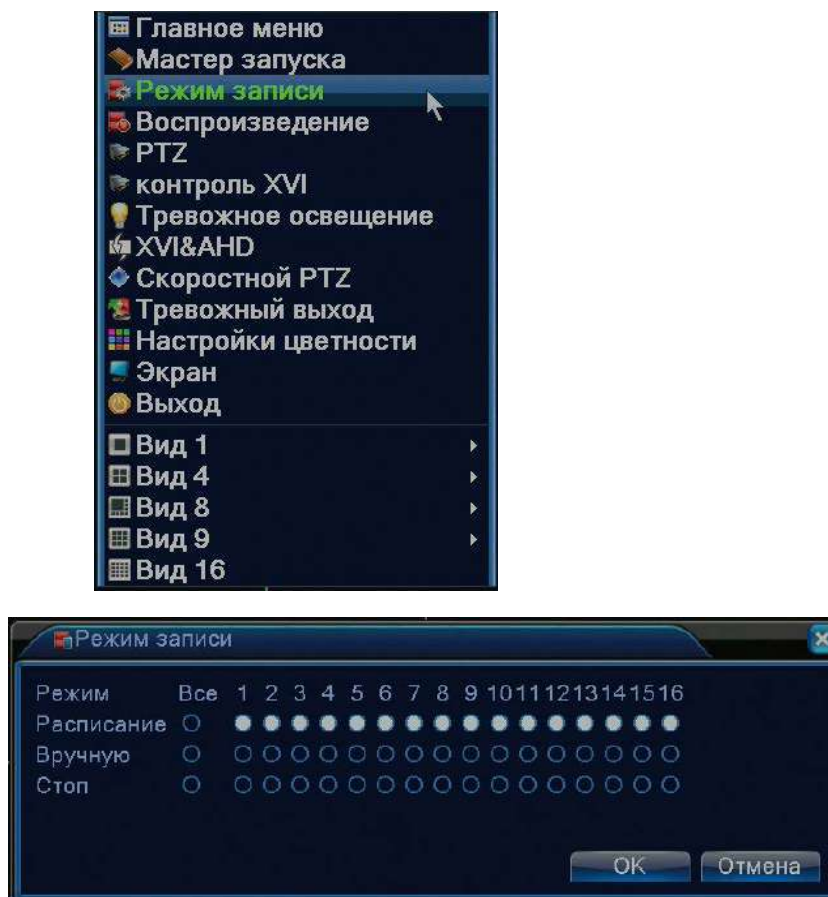 Главное меню
Мастер запуска
Режим записи
Воспроизведение
PTZ
контроль XVI
Тревожное освещение
XVI&AHD
Скоростной PTZ
Тревожный выход
Настройки цветности
Экран
Выход
Вид 1
Вид 4
Вид 8
Вид 9
Вид 16
Режим записи
Режим Все 1 2 3 4 5 6 7 8 9 10 11 12 13 14 15 16
Расписание
Вручную
Стоп
OK Отмена